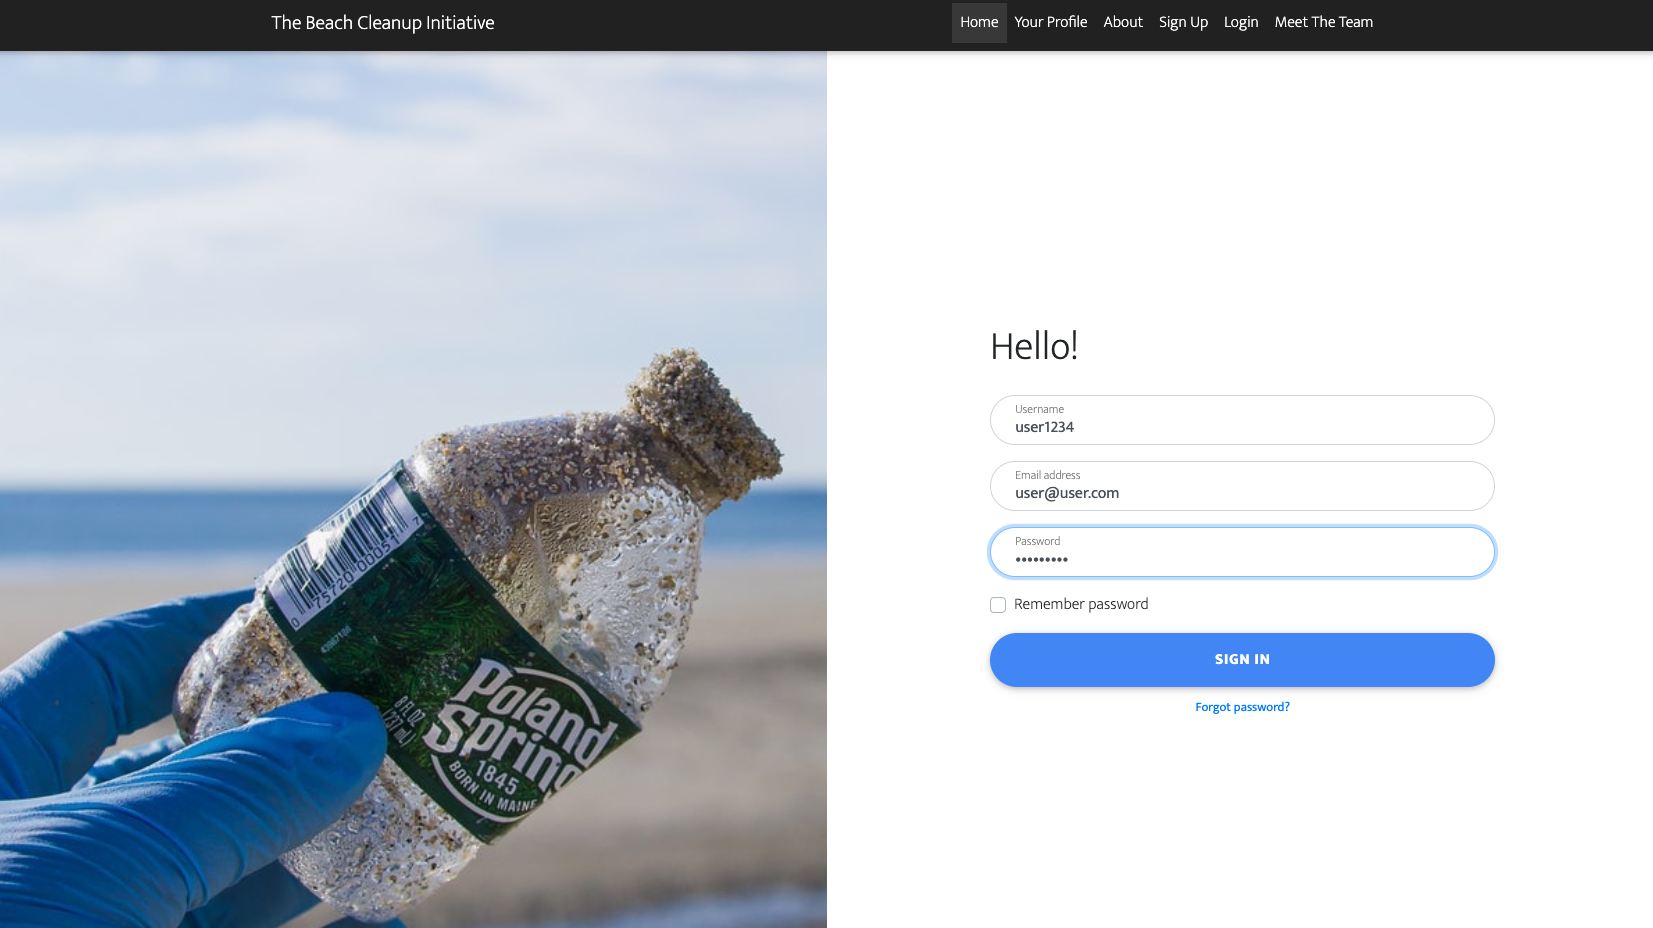 The Beach Cleanup Initiative
Home Your Profile About Sign Up Login Meet The Team
0 75720 00051 7
Poland
Spring
1845
BORN IN MAINE
8 FL OZ
(237 mL)
Hello!
Username
user1234
Email address
user@user.com
Password
•••••••••
Remember password
SIGN IN
Forgot password?